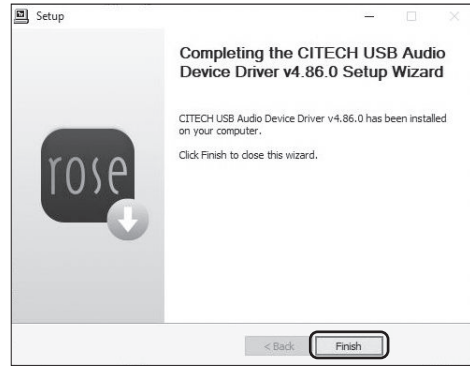 Setup
Completing the CITECH USB Audio
Device Driver v4.86.0 Setup Wizard
CITECH USB Audio Device Driver v4.86.0 has been installed
on your computer.
Click Finish to close this wizard.
rose
< Back
Finish